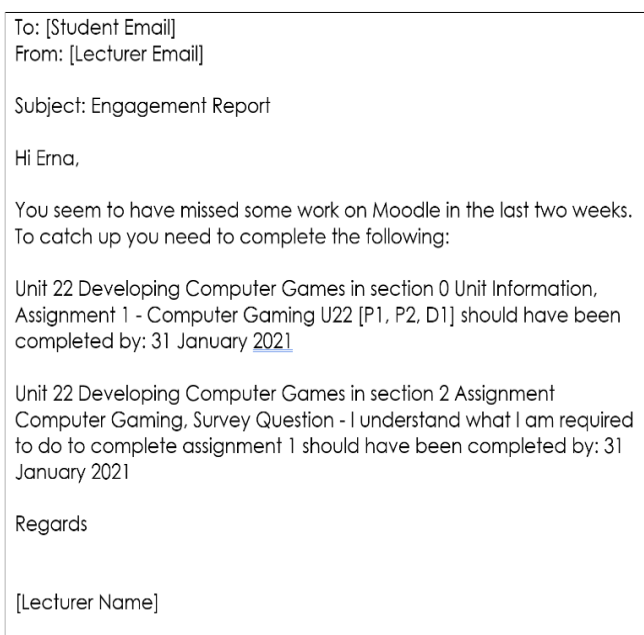 To: [Student Email]
From: [Lecturer Email]
Subject: Engagement Report
Hi Erna,
You seem to have missed some work on Moodle in the last two weeks.
To catch up you need to complete the following:
Unit 22 Developing Computer Games in section 0 Unit Information,
Assignment 1 - Computer Gaming U22 [P1, P2, D1] should have been
completed by: 31 January 2021
Unit 22 Developing Computer Games in section 2 Assignment
Computer Gaming, Survey Question - I understand what I am required
to do to complete assignment 1 should have been completed by: 31
January 2021
Regards
[Lecturer Name]